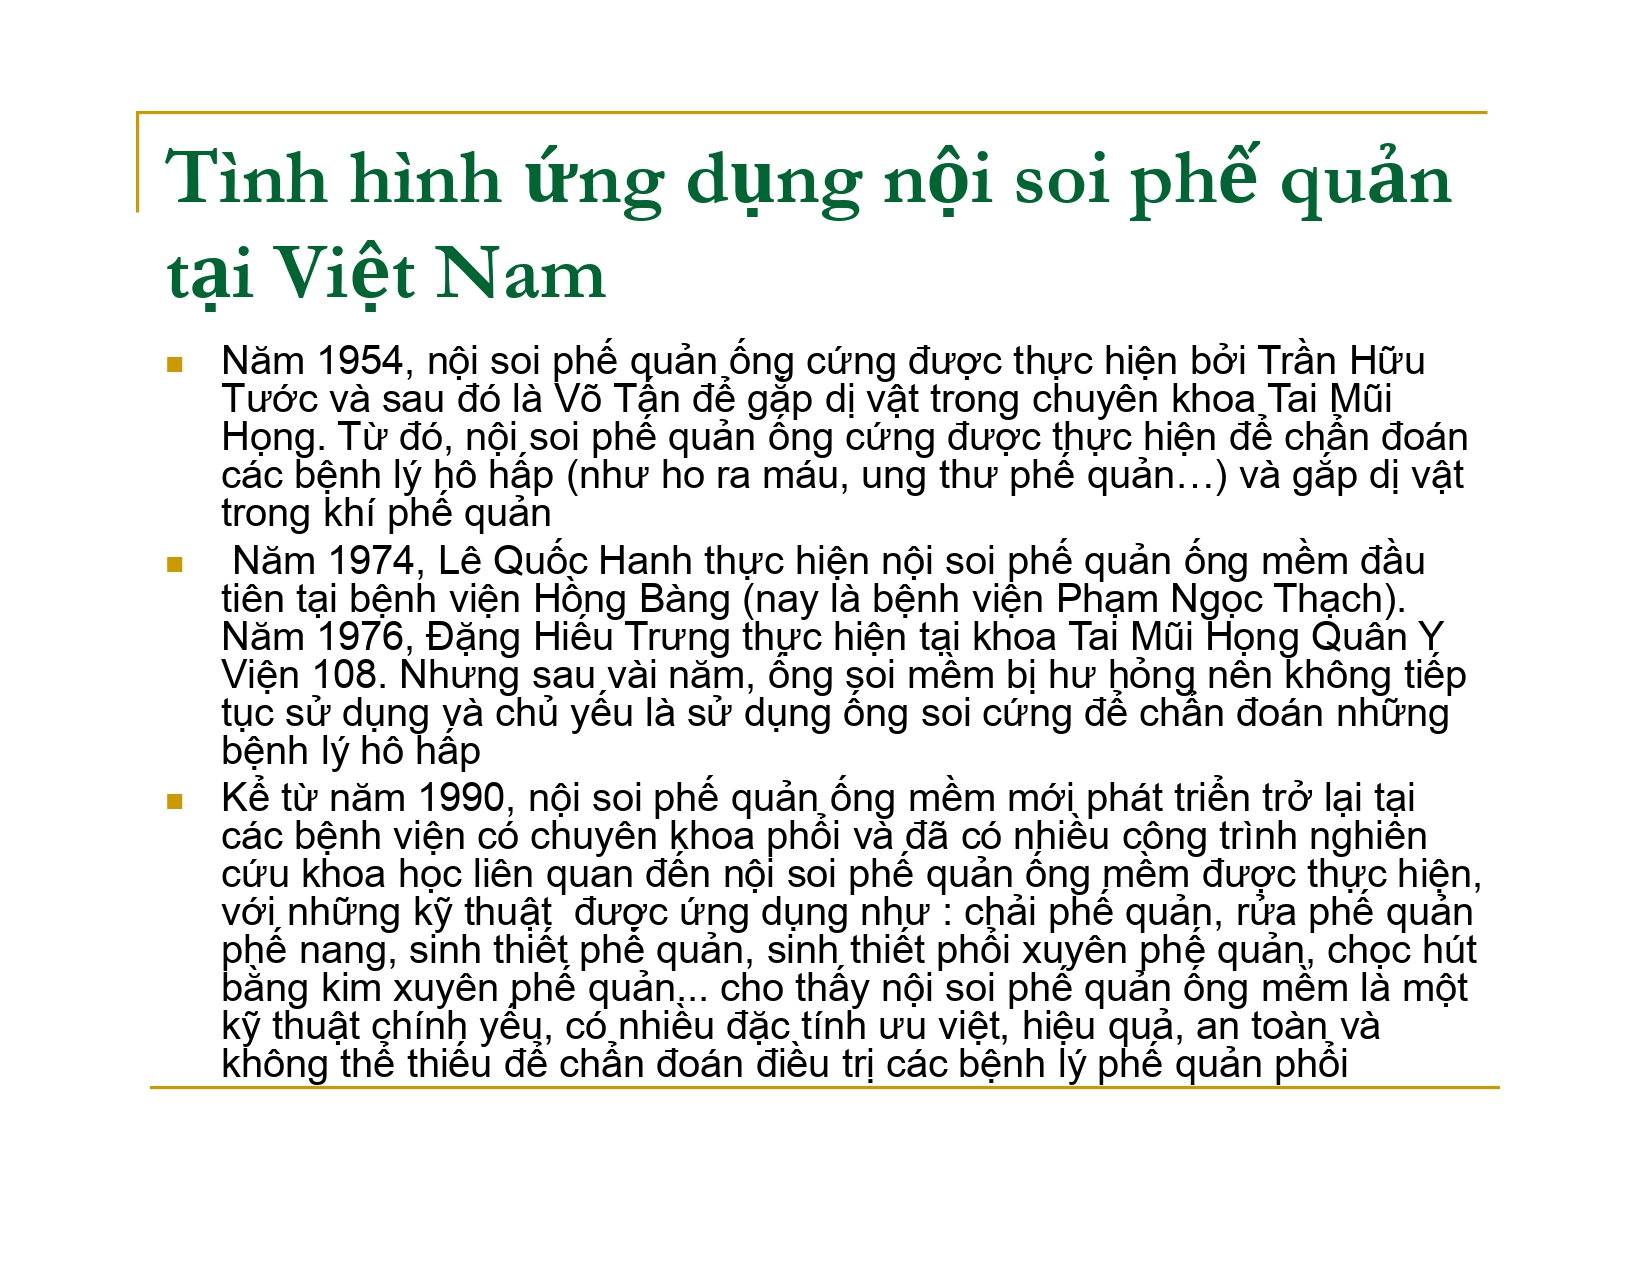 Tình hình ứng dụng nội soi phế quản
tại Việt Nam
Năm 1954, nội soi phế quản ống cứng được thực hiện bởi Trần Hữu
Tước và sau đó là Võ Tấn để gắp dị vật trong chuyên khoa Tai Mũi
Họng. Từ đó, nội soi phế quản ống cứng được thực hiện để chẩn đoán
các bệnh lý hô hấp (như ho ra máu, ung thư phế quản…) và gắp dị vật
trong khí phế quản
Năm 1974, Lê Quốc Hanh thực hiện nội soi phế quản ống mềm đầu
tiên tại bệnh viện Hồng Bàng (nay là bệnh viện Phạm Ngọc Thạch).
Năm 1976, Đặng Hiếu Trưng thực hiện tại khoa Tai Mũi Họng Quân Y
Viện 108. Nhưng sau vài năm, ống soi mềm bị hư hỏng nên không tiếp
tục sử dụng và chủ yếu là sử dụng ống soi cứng để chẩn đoán những
bệnh lý hô hấp
Kể từ năm 1990, nội soi phế quản ống mềm mới phát triển trở lại tại
các bệnh viện có chuyên khoa phổi và đã có nhiều công trình nghiên
cứu khoa học liên quan đến nội soi phế quản ống mềm được thực hiện,
với những kỹ thuật được ứng dụng như : chải phế quản, rửa phế quản
phế nang, sinh thiết phế quản, sinh thiết phổi xuyên phế quản, chọc hút
bằng kim xuyên phế quản... cho thấy nội soi phế quản ống mềm là một
kỹ thuật chính yếu, có nhiều đặc tính ưu việt, hiệu quả, an toàn và
không thể thiếu để chẩn đoán điều trị các bệnh lý phế quản phổi